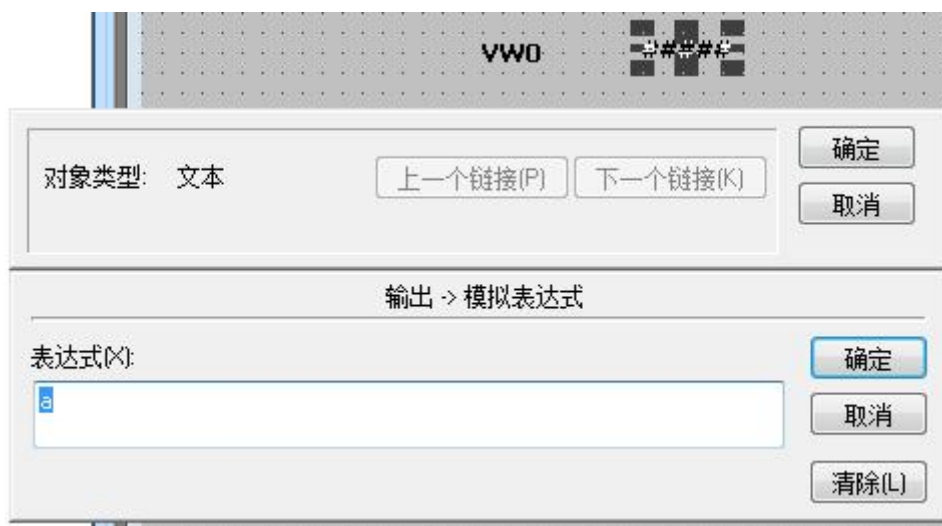 VW0 #####
对象类型: 文本 上一个链接(P) 下一个链接(K) 确定
取消
输出 -> 模拟表达式
表达式(X): 确定
a 取消
清除(L)